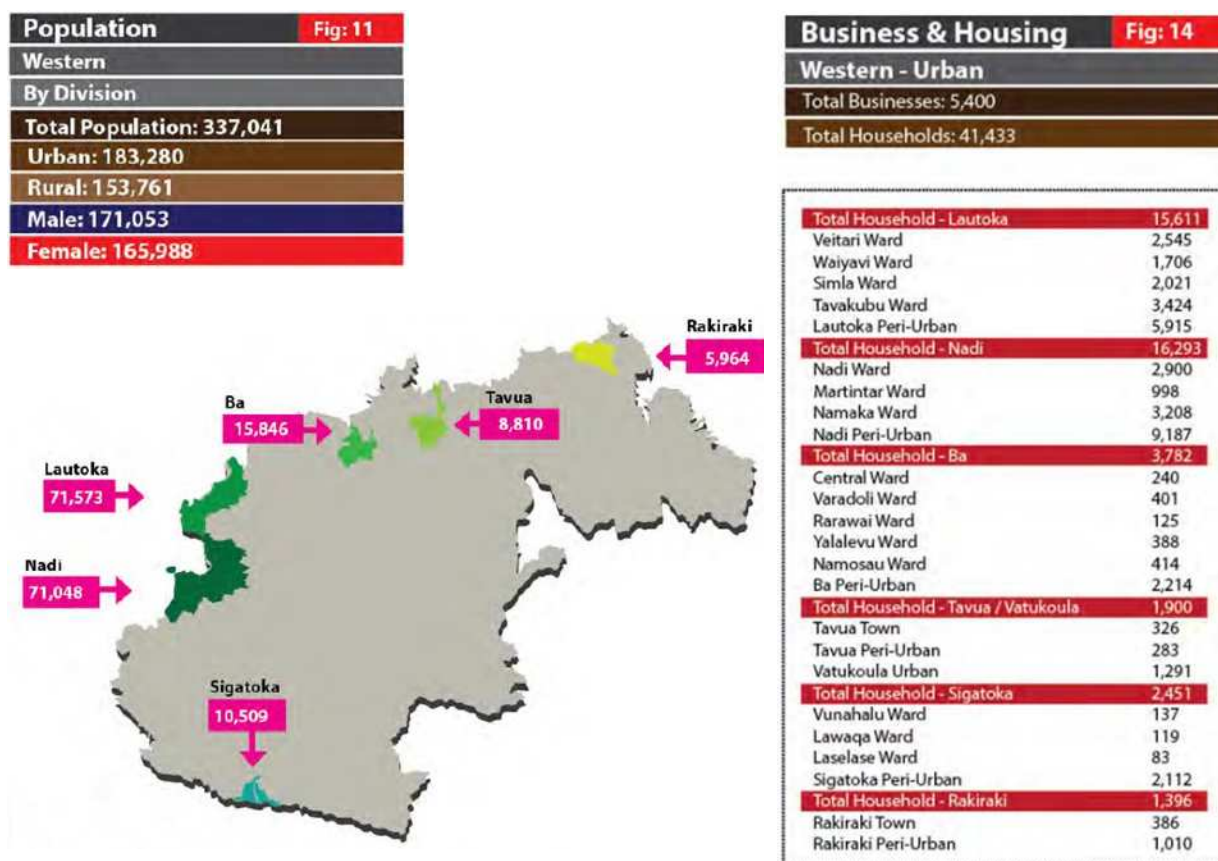 Population Fig: 11
Western
By Division
Total Population: 337,041
Urban: 183,280
Rural: 153,761
Male: 171,053
Female: 165,988
Rakiraki
5,964
Tavua
8,810
Ba
15,846
Lautoka
71,573
Nadi
71,048
Sigatoka
10,509
Business & Housing Fig: 14
Western - Urban
Total Businesses: 5,400
Total Households: 41,433
Total Household - Lautoka 15,611
Veitari Ward 2,545
Waiyavi Ward 1,706
Simla Ward 2,021
Tavakubu Ward 3,424
Lautoka Peri-Urban 5,915
Total Household - Nadi 16,293
Nadi Ward 2,900
Martintar Ward 998
Namaka Ward 3,208
Nadi Peri-Urban 9,187
Total Household - Ba 3,782
Central Ward 240
Varadoli Ward 401
Rarawai Ward 125
Yalalevu Ward 388
Namosau Ward 414
Ba Peri-Urban 2,214
Total Household - Tavua / Vatukoula 1,900
Tavua Town 326
Tavua Peri-Urban 283
Vatukoula Urban 1,291
Total Household - Sigatoka 2,451
Vunahalu Ward 137
Lawaqa Ward 119
Laselase Ward 83
Sigatoka Peri-Urban 2,112
Total Household - Rakiraki 1,396
Rakiraki Town 386
Rakiraki Peri-Urban 1,010